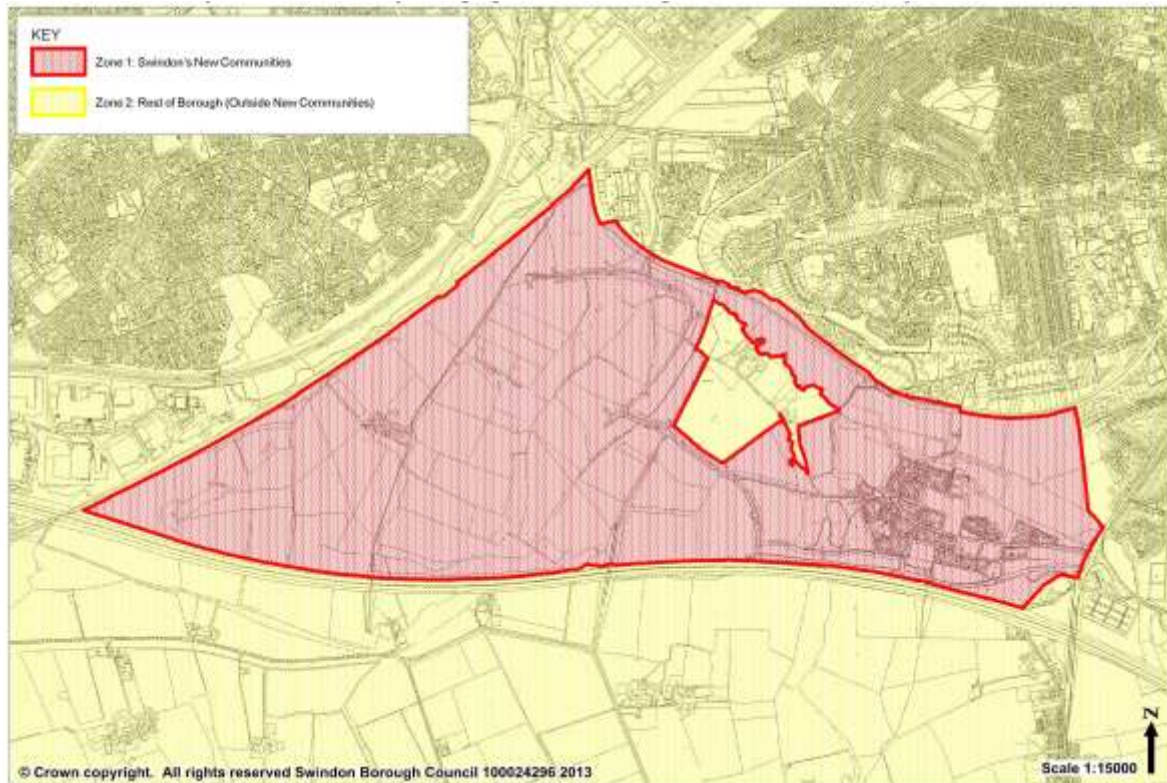 KEY
Zone 1: Swindon's New Communities
Zone 2: Rest of Borough (Outside New Communities)
© Crown copyright. All rights reserved Swindon Borough Council 100024296 2013
Scale 1:15000
N